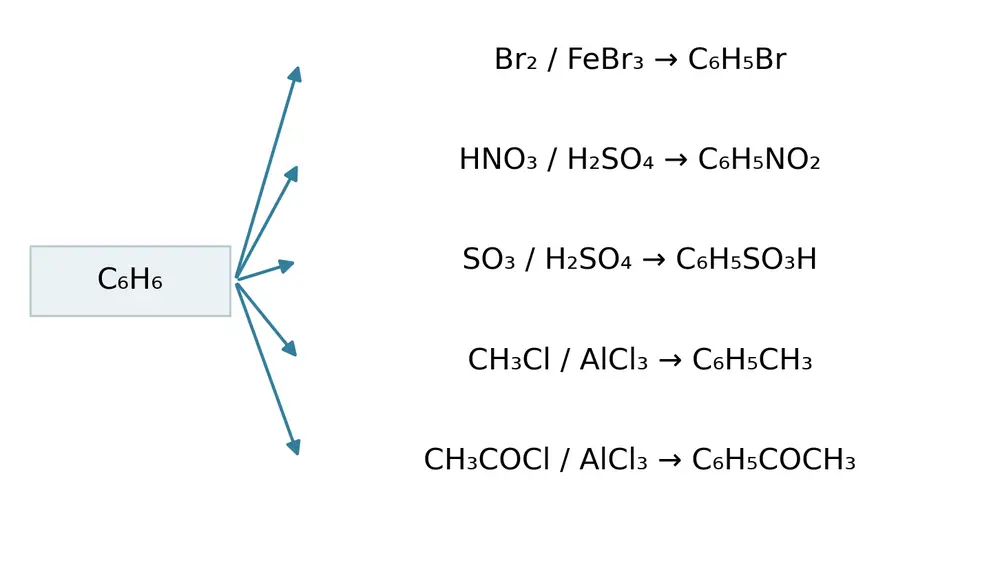 Br₂ / FeBr₃ → C₆H₅Br
HNO₃ / H₂SO₄ → C₆H₅NO₂
SO₃ / H₂SO₄ → C₆H₅SO₃H
C₆H₆
CH₃Cl / AlCl₃ → C₆H₅CH₃
CH₃COCl / AlCl₃ → C₆H₅COCH₃